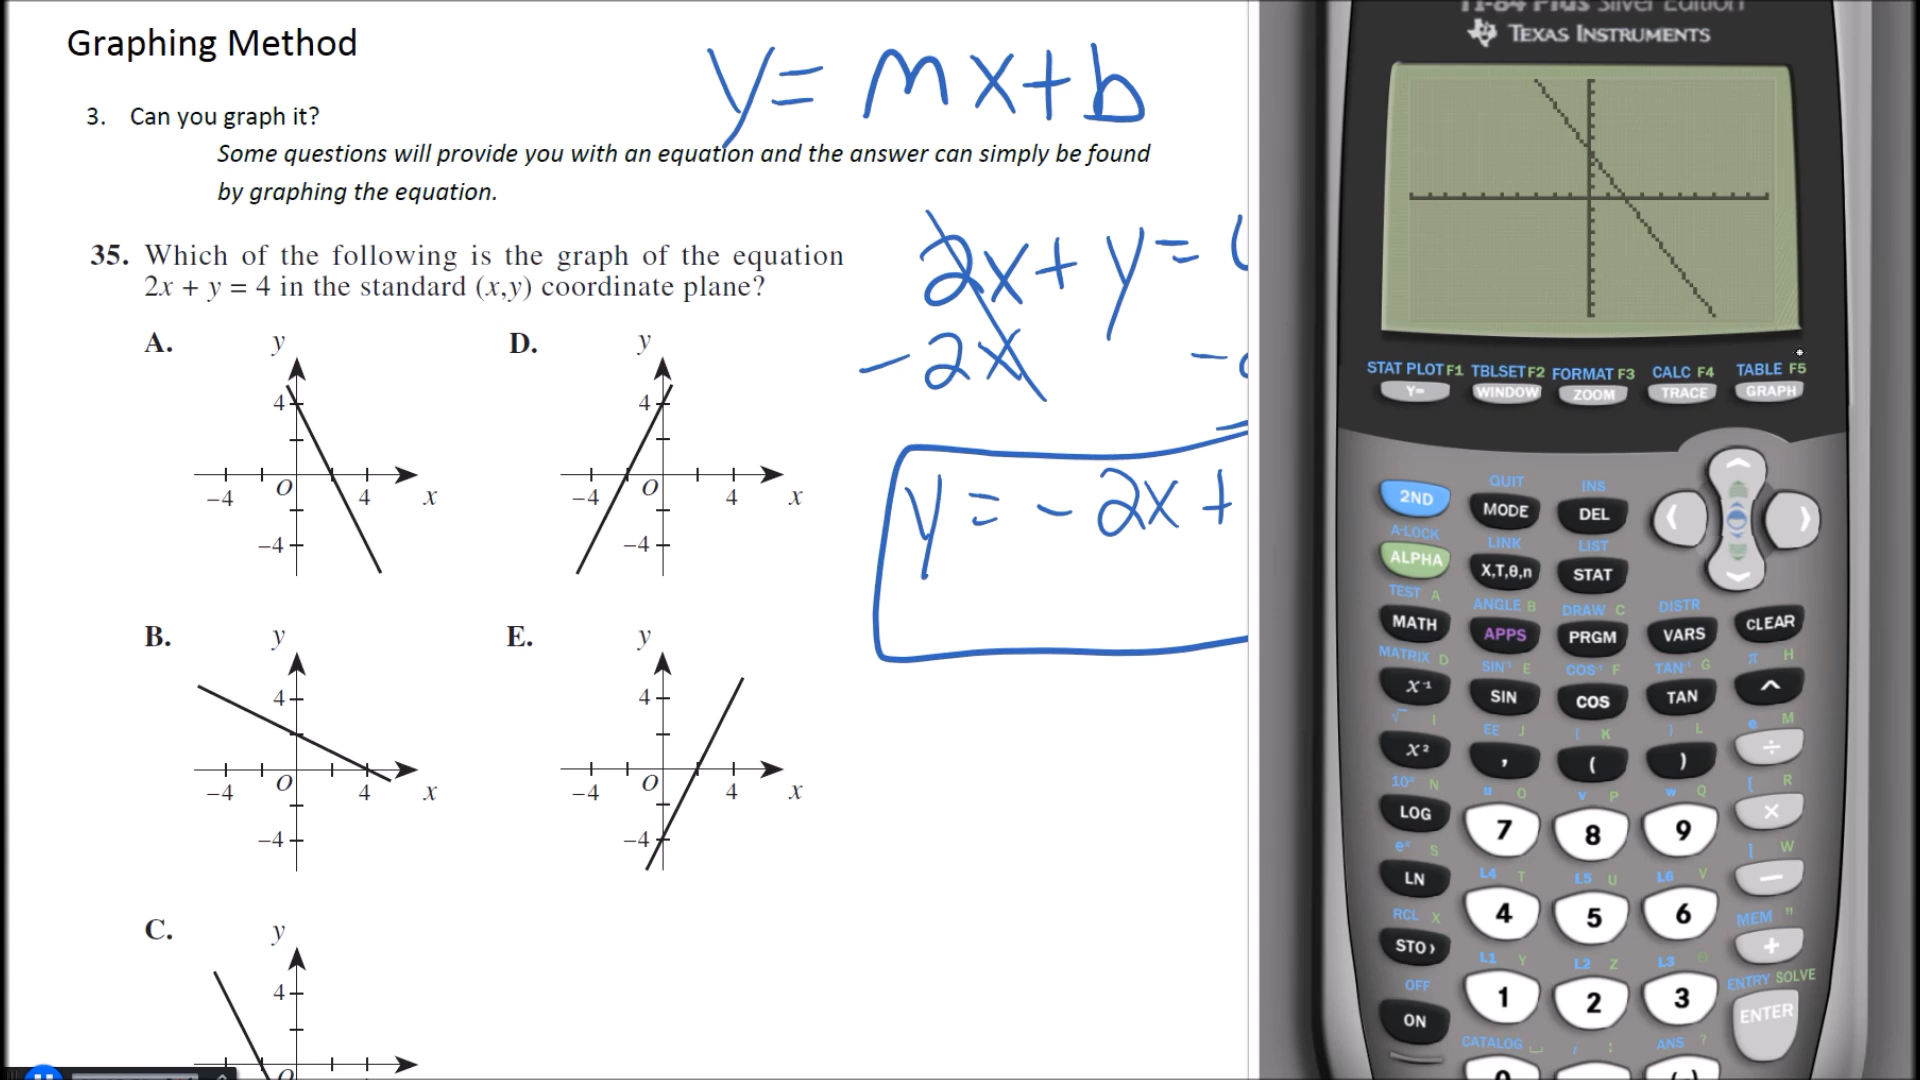 Graphing Method
y = mx+b
3. Can you graph it?
Some questions will provide you with an equation and the answer can simply be found
by graphing the equation.
35. Which of the following is the graph of the equation
2x + y = 4 in the standard (x,y) coordinate plane?
2x + y =
-2x
y = -2x +
A.
y
4
-4
O
4
x
-4
D.
y
4
-4
O
4
x
-4
B.
y
4
-4
O
4
x
-4
E.
y
4
-4
O
4
x
-4
C.
y
4
O
TI-84 Plus Silver Edition
TEXAS INSTRUMENTS
STAT PLOT F1 TBLSET F2 FORMAT F3 CALC F4 TABLE F5
Y= WINDOW ZOOM TRACE GRAPH
QUIT INS
2ND MODE DEL
A-LOCK LINK LIST
ALPHA X,T,θ,n STAT
TEST A ANGLE B DRAW C DISTR
MATH APPS PRGM VARS CLEAR
MATRIX D SIN⁻¹ E COS⁻¹ F TAN⁻¹ G π H
x⁻¹ SIN COS TAN ^
√ I EE J { K } L e M
x² , ( ) ÷
10ˣ N u O v P w Q [ R
LOG 7 8 9 ×
eˣ S L4 T L5 U L6 V ] W
LN 4 5 6 −
RCL X L1 Y L2 Z L3 θ MEM "
STO› 1 2 3 +
OFF ENTRY SOLVE
ON ENTER
CATALOG i : ANS ?
0 . (-)